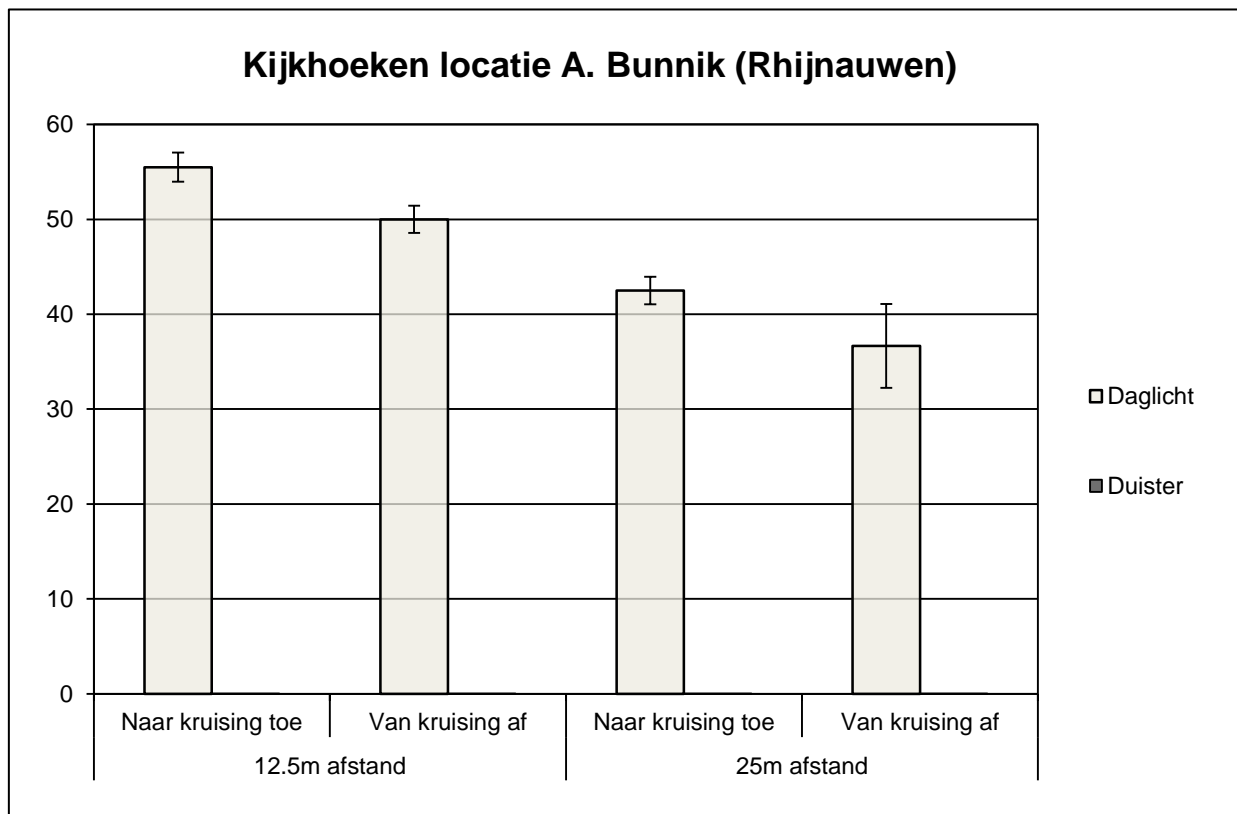 Kijkhoeken locatie A. Bunnik (Rhijnauwen)
60
50
40
30
20
10
0
Naar kruising toe Van kruising af Naar kruising toe Van kruising af
12.5m afstand 25m afstand
Daglicht
Duister